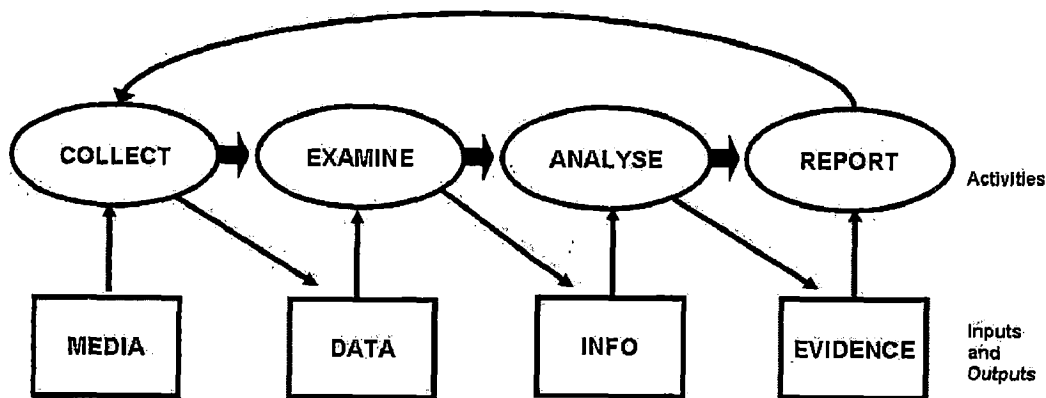 COLLECT
EXAMINE
ANALYSE
REPORT
Activities
MEDIA
DATA
INFO
EVIDENCE
Inputs
and
Outputs